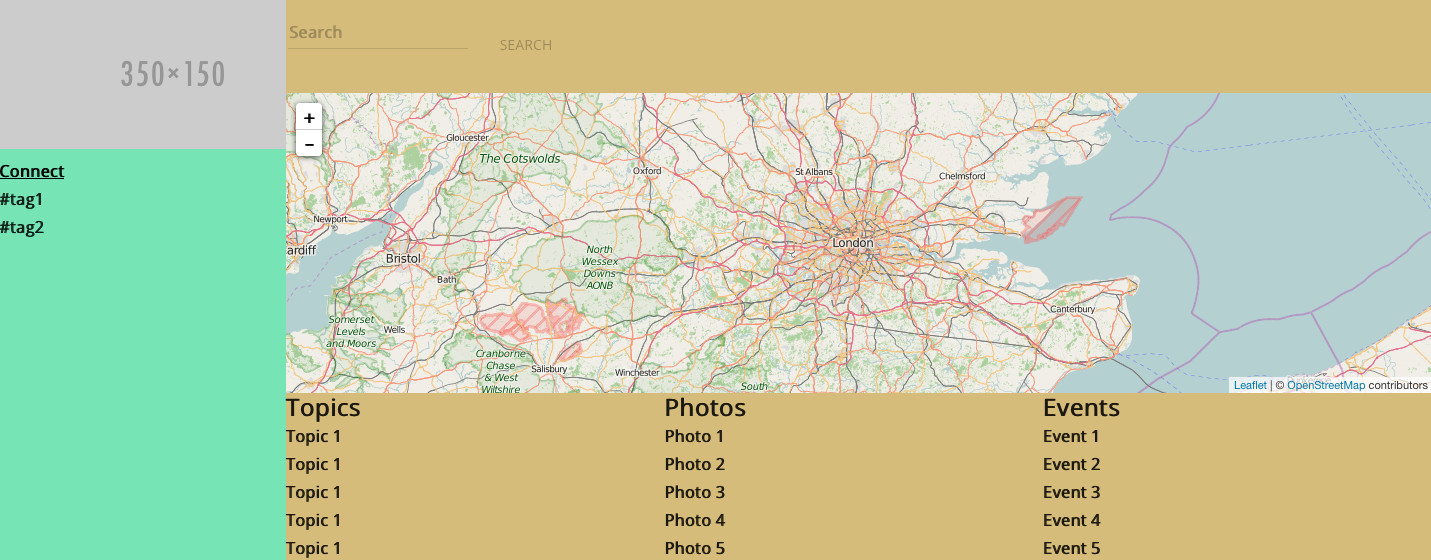 350×150
Connect
#tag1
#tag2
Search
SEARCH
+
-
Gloucester
The Cotswolds
Oxford
St Albans
Chelmsford
Newport
ardiff
Bristol
London
North
Wessex
Downs
AONB
Bath
Somerset
Levels
and Moors
Wells
Canterbury
Cranborne
Chase
& West
Wiltshire
Salisbury
Winchester
South
Leaflet | © OpenStreetMap contributors
Topics
Topic 1
Topic 1
Topic 1
Topic 1
Topic 1
Photos
Photo 1
Photo 2
Photo 3
Photo 4
Photo 5
Events
Event 1
Event 2
Event 3
Event 4
Event 5